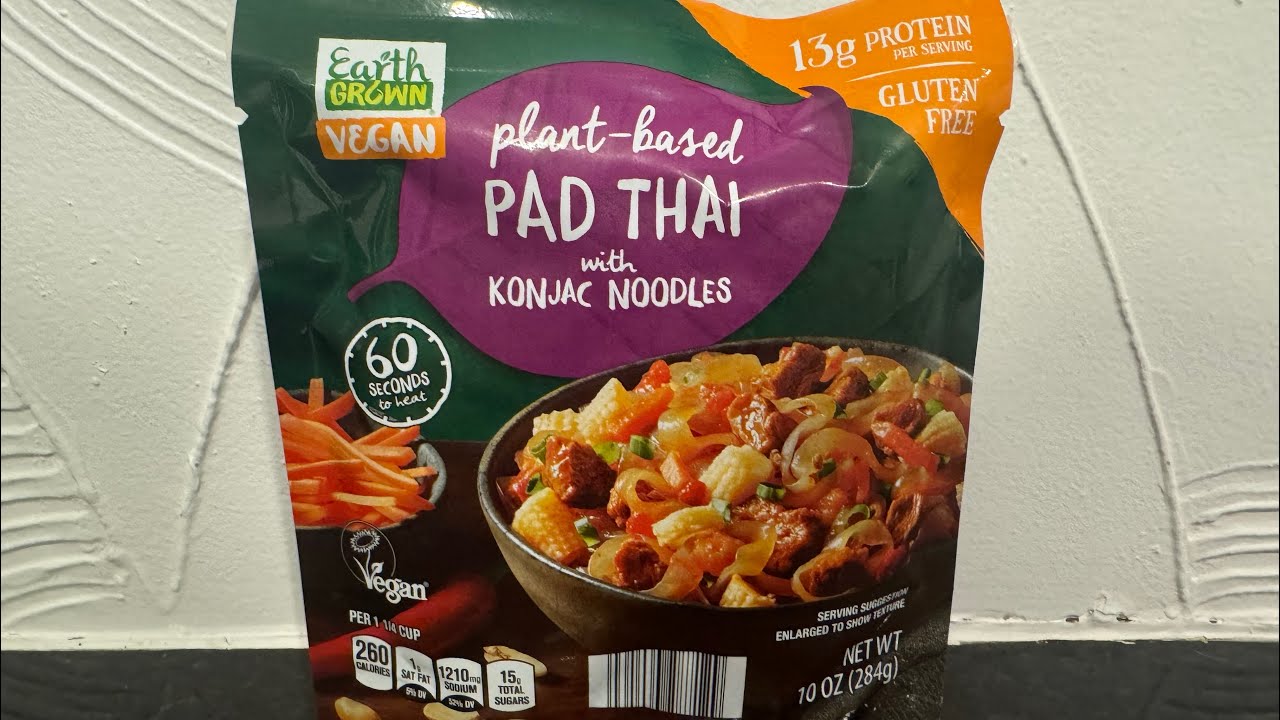 Earth
GROWN
VEGAN
13g PROTEIN
PER SERVING
GLUTEN
FREE
plant-based
PAD THAI
with
KONJAC NOODLES
60
SECONDS
to heat
Vegan
SERVING SUGGESTION
ENLARGED TO SHOW TEXTURE
PER 1 1/4 CUP
260
CALORIES
1g
SAT FAT
5% DV
1210mg
SODIUM
52% DV
15g
TOTAL
SUGARS
NET WT
10 OZ (284g)